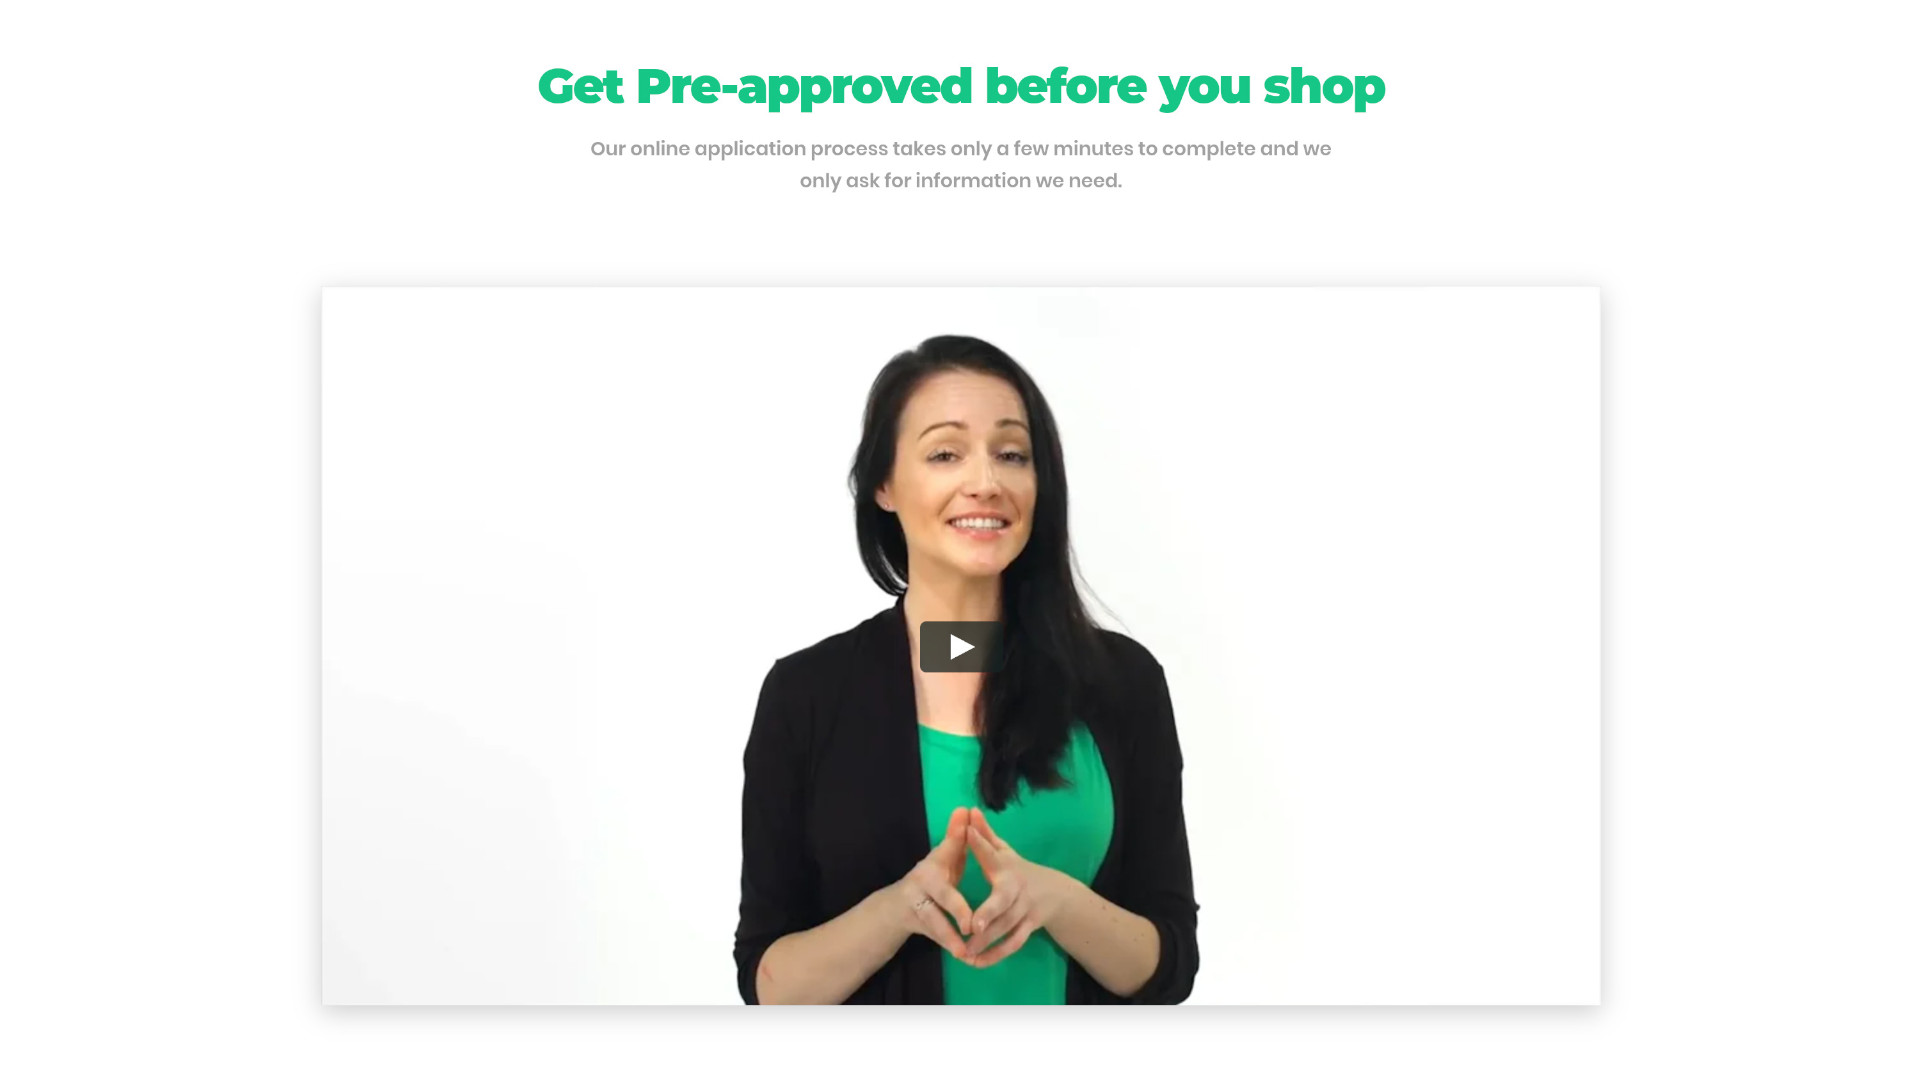 Get Pre-approved before you shop
Our online application process takes only a few minutes to complete and we
only ask for information we need.